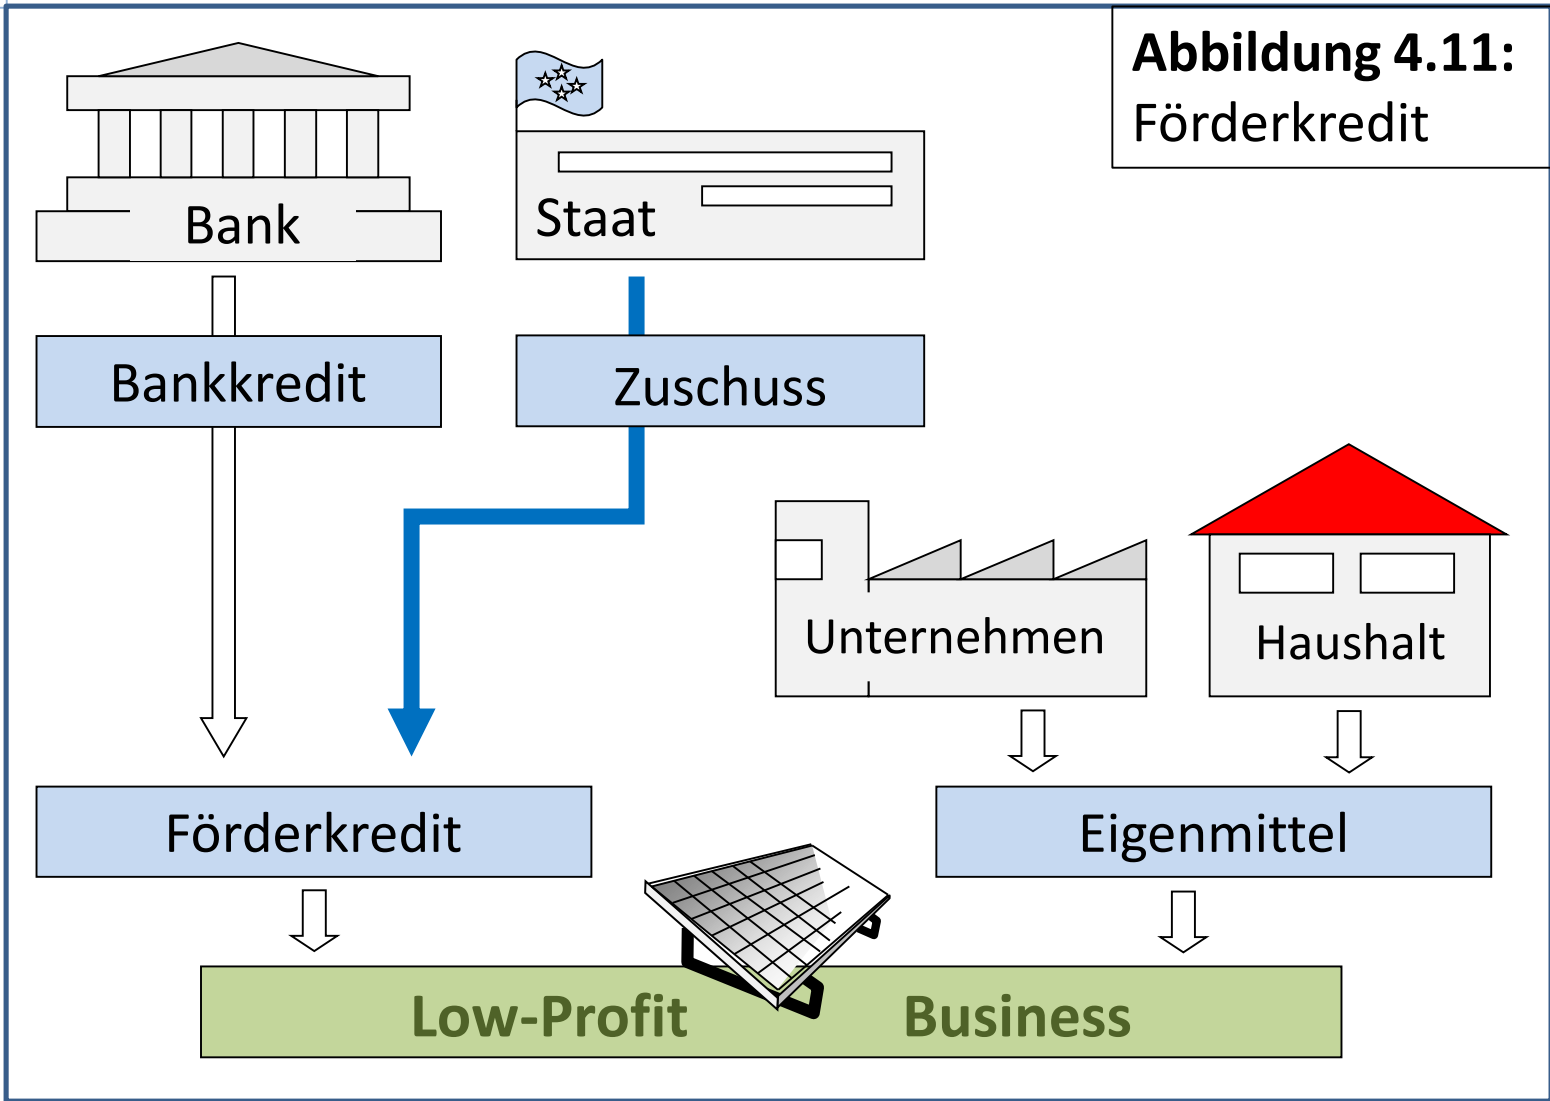 Abbildung 4.11:
Förderkredit
Bank
Staat
Bankkredit
Zuschuss
Unternehmen
Haushalt
Förderkredit
Eigenmittel
Low-Profit Business